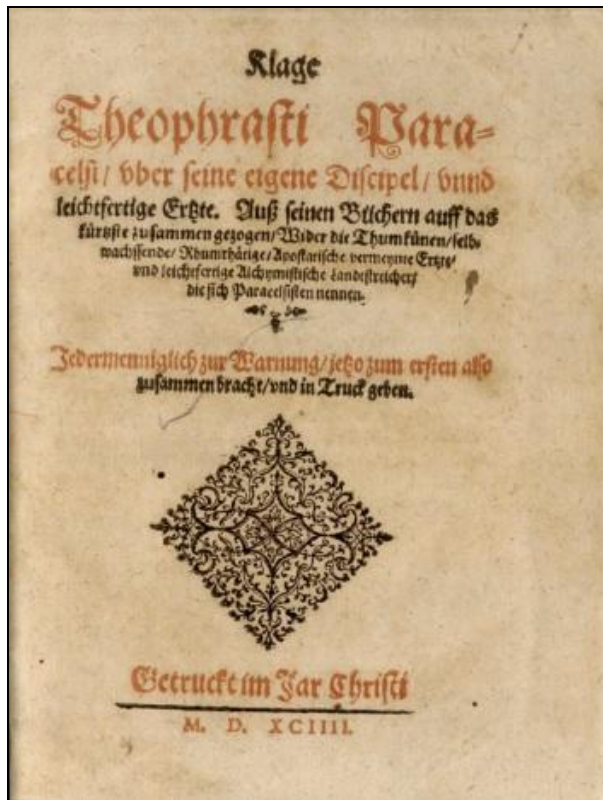 Klage
Theophrasti Para-
celsi/ vber seine eigene Discipel/ vnnd
leichtfertige Ertzte. Auß seinen Büchern auff das
kürtzste zusammen gezogen/ Wider die Thumkünen/ selb-
wachssende/ Rhumrhätige/ Apostatische vermeynte Ertzte/
vnd leichtfertige Alchymistische Landtstreicher/
die sich Paracelsisten nennen.
Jedermenniglich zur Warnung/ jetzo zum ersten also
zusammen bracht/ vnd in Truck geben.
Getruckt im Jar Christi
M. D. XCIIII.